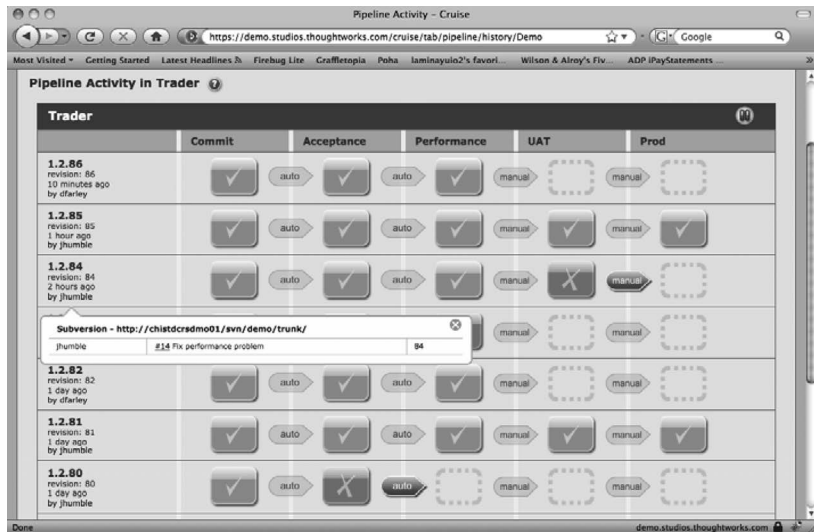 Pipeline Activity – Cruise
https://demo.studios.thoughtworks.com/cruise/tab/pipeline/history/Demo
G Google
Most Visited Getting Started Latest Headlines Firebug Lite Graffletopia Poha laminayuio2's favori... Wilson & Alroy's Fiv... ADP iPayStatements ... »
Pipeline Activity in Trader ?
Trader
Commit Acceptance Performance UAT Prod
1.2.86
revision: 86
10 minutes ago
by dfarley
auto auto manual manual
1.2.85
revision: 85
1 hour ago
by jhumble
auto auto manual manual
1.2.84
revision: 84
2 hours ago
by jhumble
auto auto manual manual
Subversion - http://chistdcrsdmo01/svn/demo/trunk/
jhumble #14 Fix performance problem 84
manual manual
1.2.82
revision: 82
1 day ago
by dfarley
auto auto manual manual
1.2.81
revision: 81
1 day ago
by jhumble
auto auto manual manual
1.2.80
revision: 80
1 day ago
by jhumble
auto auto manual manual
Done
demo.studios.thoughtworks.com